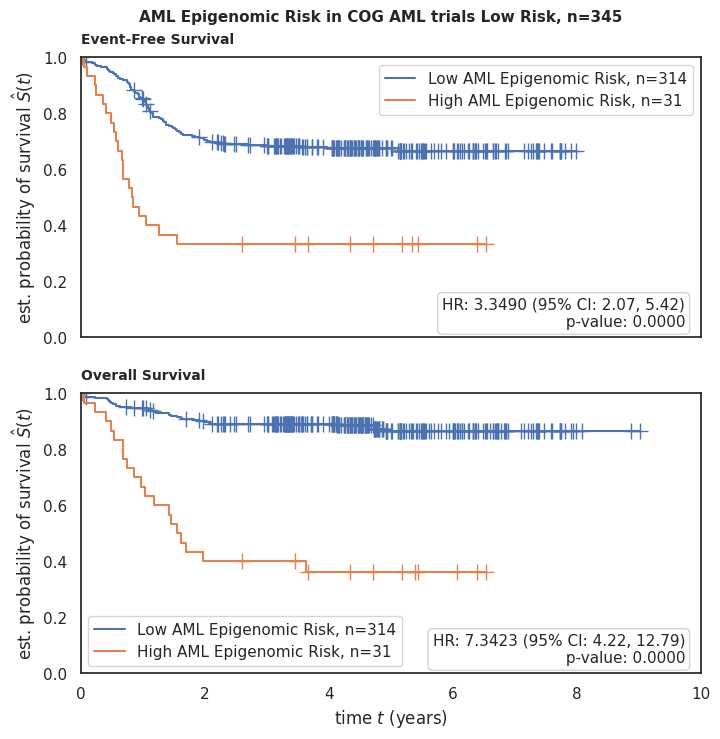 AML Epigenomic Risk in COG AML trials Low Risk, n=345
Event-Free Survival
1.0
0.8
0.6
0.4
0.2
0.0
est. probability of survival Ŝ(t)
Low AML Epigenomic Risk, n=314
High AML Epigenomic Risk, n=31
HR: 3.3490 (95% CI: 2.07, 5.42)
p-value: 0.0000
Overall Survival
1.0
0.8
0.6
0.4
0.2
0.0
est. probability of survival Ŝ(t)
Low AML Epigenomic Risk, n=314
High AML Epigenomic Risk, n=31
HR: 7.3423 (95% CI: 4.22, 12.79)
p-value: 0.0000
0 2 4 6 8 10
time t (years)